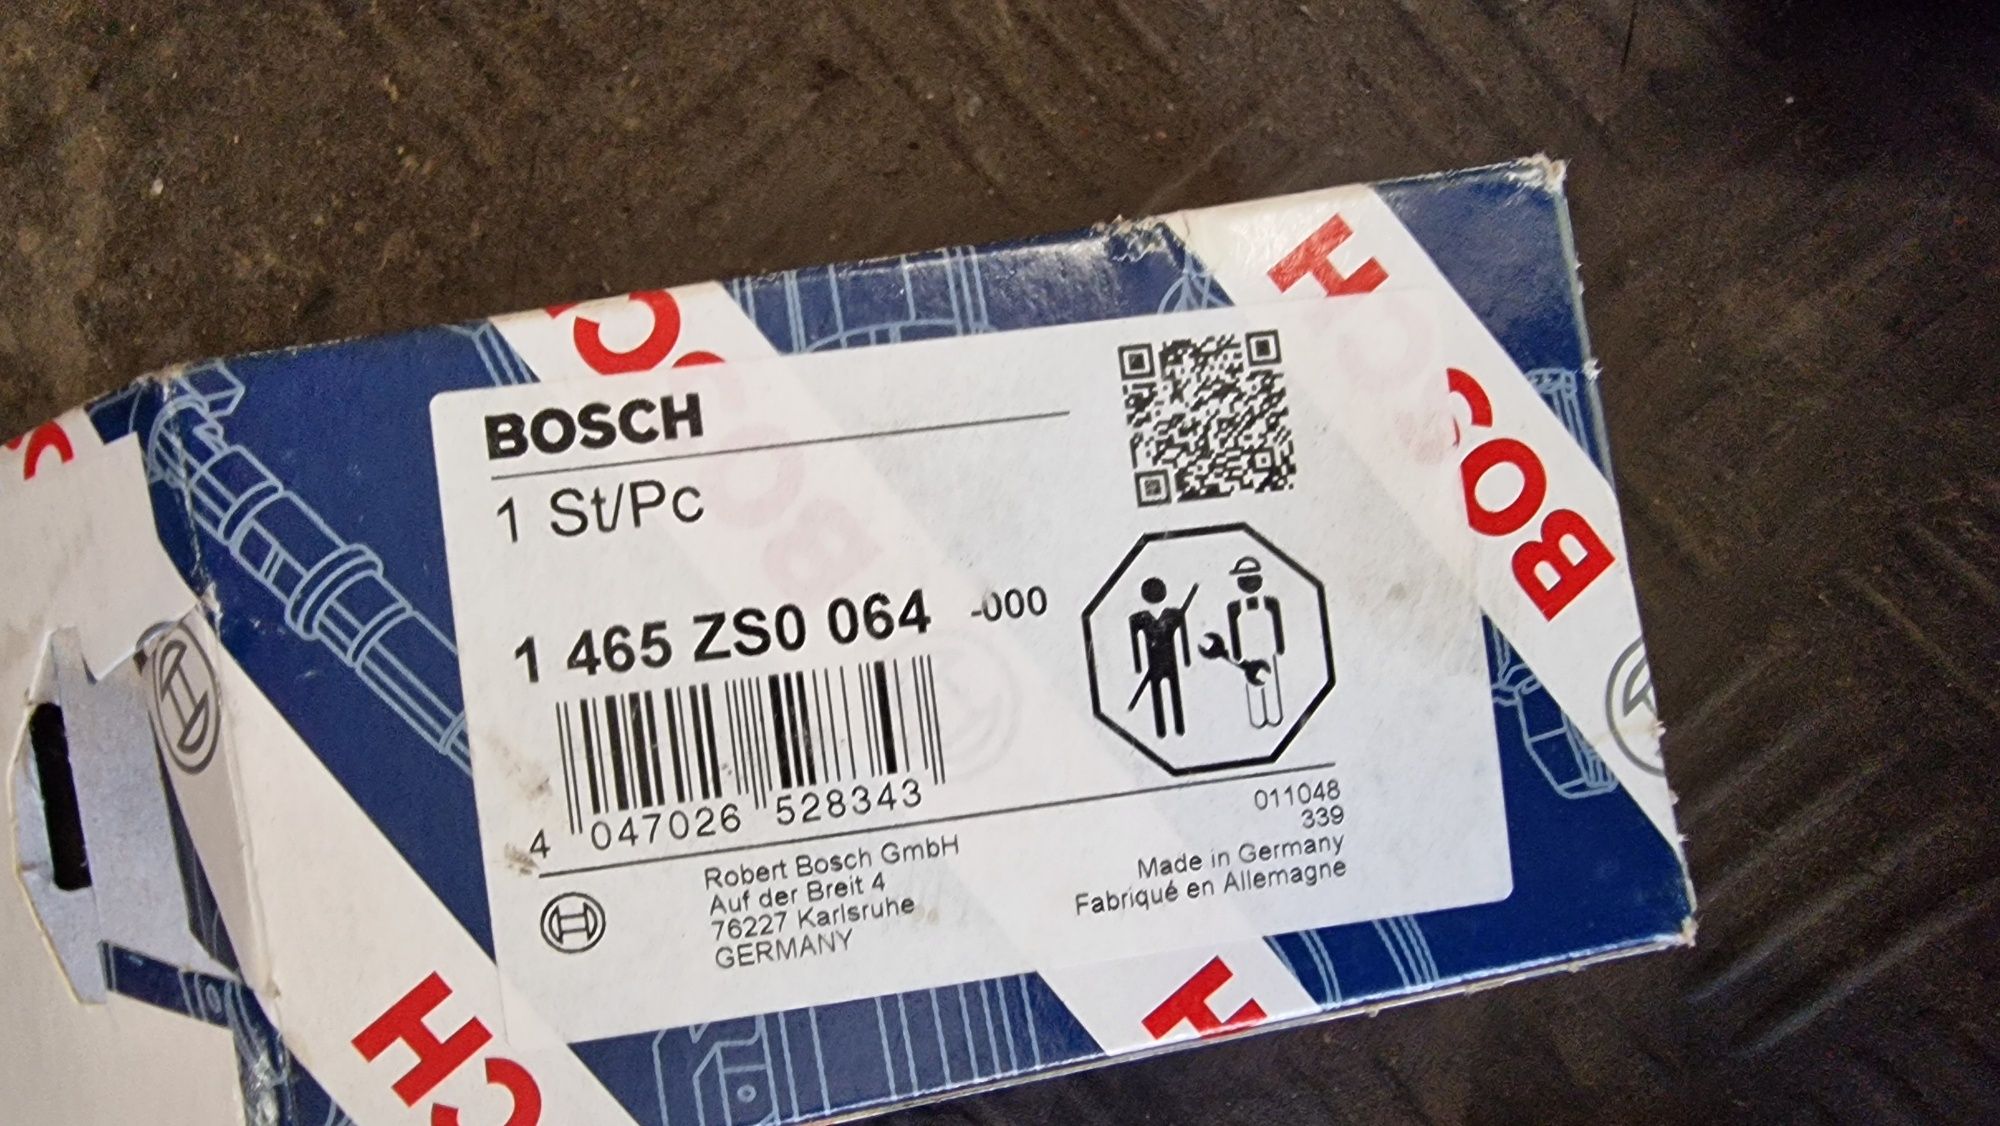 BOSCH
1 St/Pc
1 465 ZS0 064 -000
4 047026 528343
011048
339
Robert Bosch GmbH
Auf der Breit 4
76227 Karlsruhe
GERMANY
Made in Germany
Fabriqué en Allemagne
BOSCH